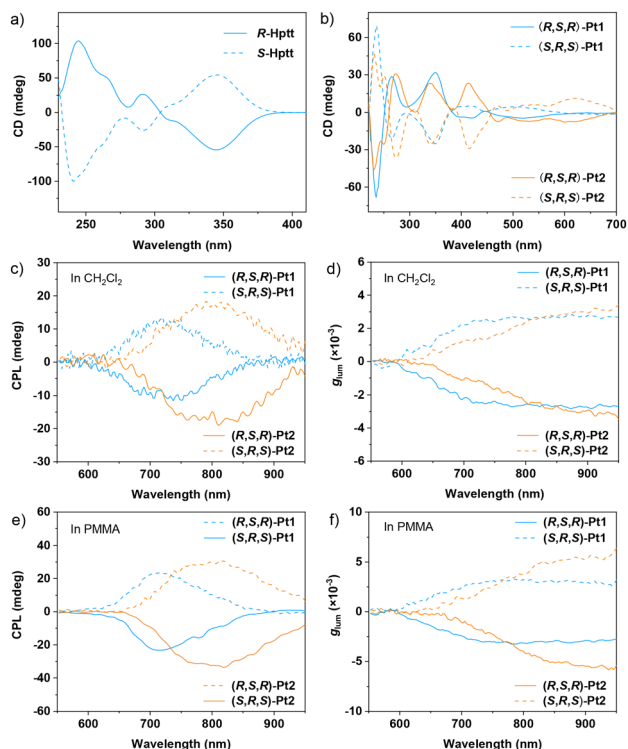 a)
R-Hptt
S-Hptt
CD (mdeg)
100
50
0
-50
-100
250
300
350
400
Wavelength (nm)
b)
(R,S,R)-Pt1
(S,R,S)-Pt1
(R,S,R)-Pt2
(S,R,S)-Pt2
CD (mdeg)
60
30
0
-30
-60
300
400
500
600
700
Wavelength (nm)
c)
In CH₂Cl₂
(R,S,R)-Pt1
(S,R,S)-Pt1
(R,S,R)-Pt2
(S,R,S)-Pt2
CPL (mdeg)
30
20
10
0
-10
-20
-30
600
700
800
900
Wavelength (nm)
d)
In CH₂Cl₂
(R,S,R)-Pt1
(S,R,S)-Pt1
(R,S,R)-Pt2
(S,R,S)-Pt2
glum (×10⁻³)
6
4
2
0
-2
-4
-6
600
700
800
900
Wavelength (nm)
e)
In PMMA
(R,S,R)-Pt1
(S,R,S)-Pt1
(R,S,R)-Pt2
(S,R,S)-Pt2
CPL (mdeg)
60
40
20
0
-20
-40
-60
600
700
800
900
Wavelength (nm)
f)
In PMMA
(R,S,R)-Pt1
(S,R,S)-Pt1
(R,S,R)-Pt2
(S,R,S)-Pt2
glum (×10⁻³)
10
5
0
-5
-10
600
700
800
900
Wavelength (nm)